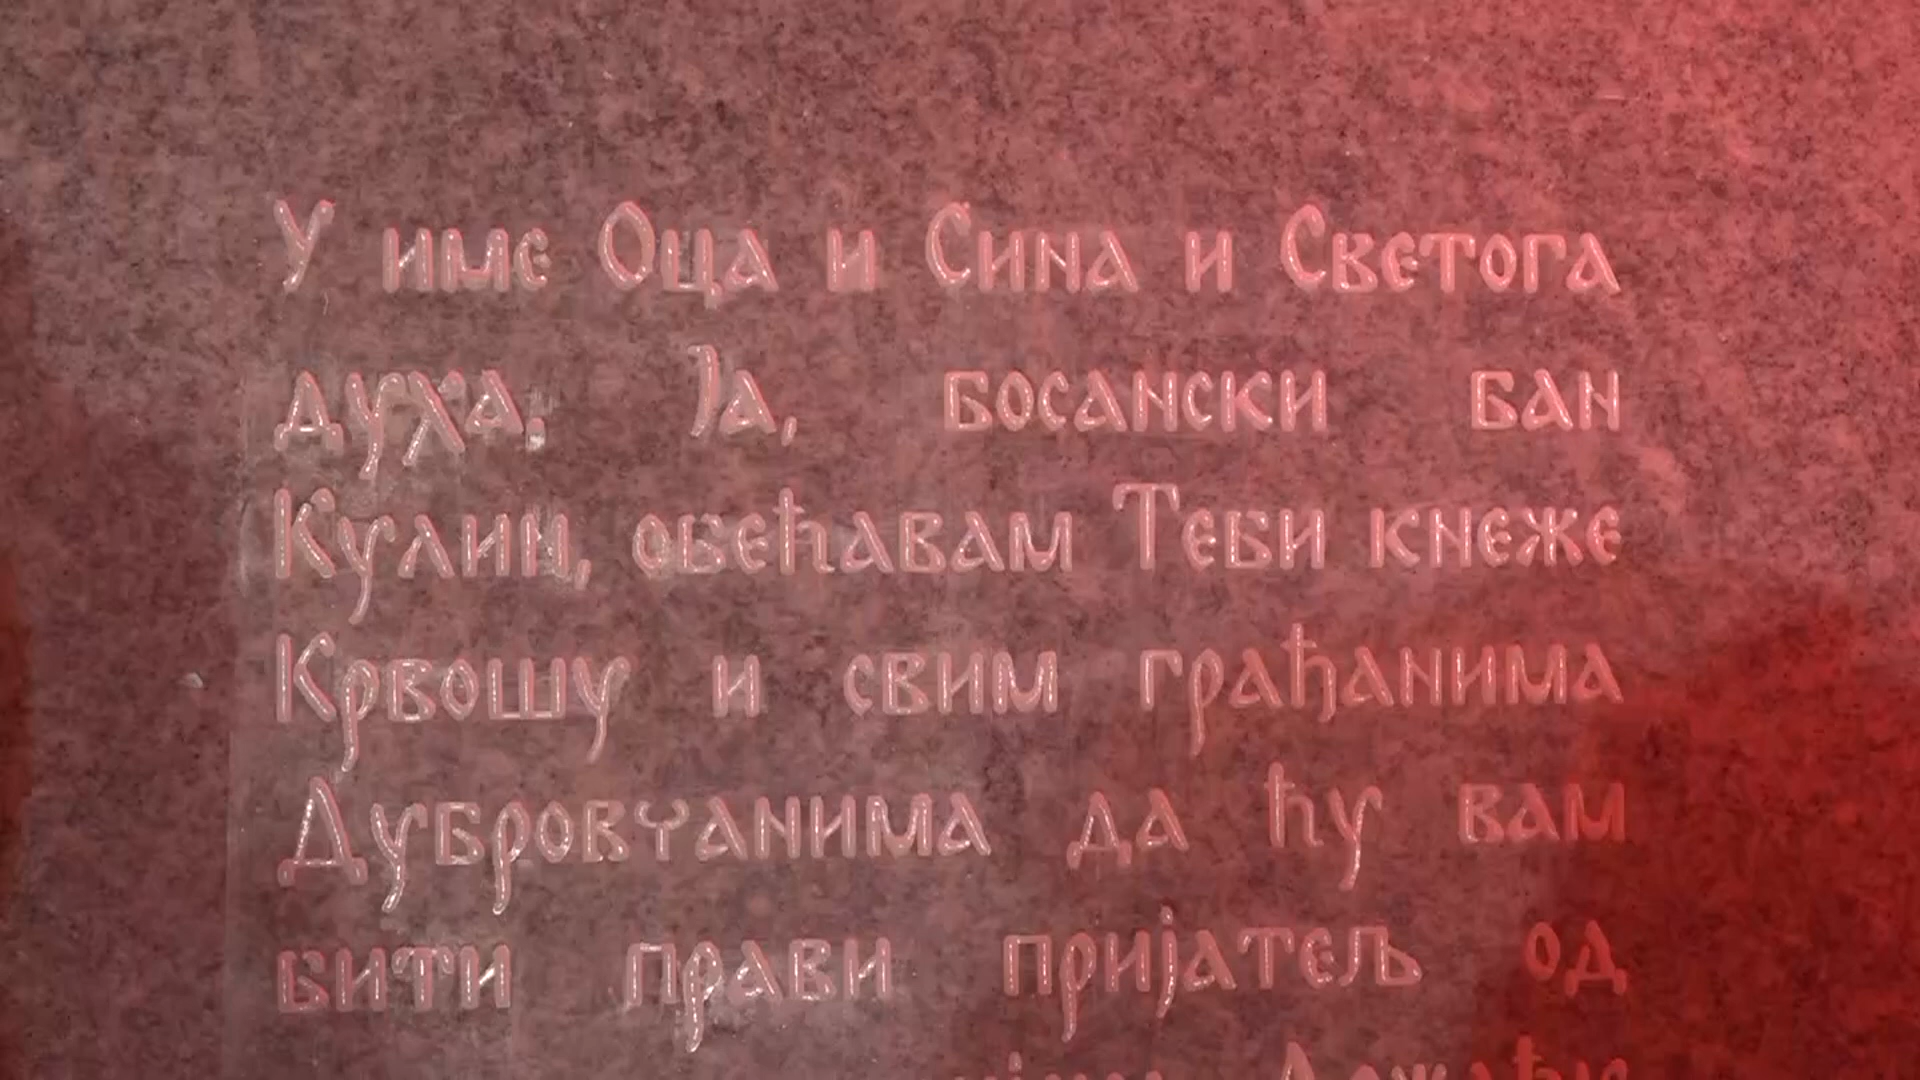 У име Оца и Сина и Светога
духа. Ја, босански бан
Кулин, обећавам Теби кнеже
Крвошу и свим грађанима
Дубровчанима да ћу вам
бити прави пријатељ од